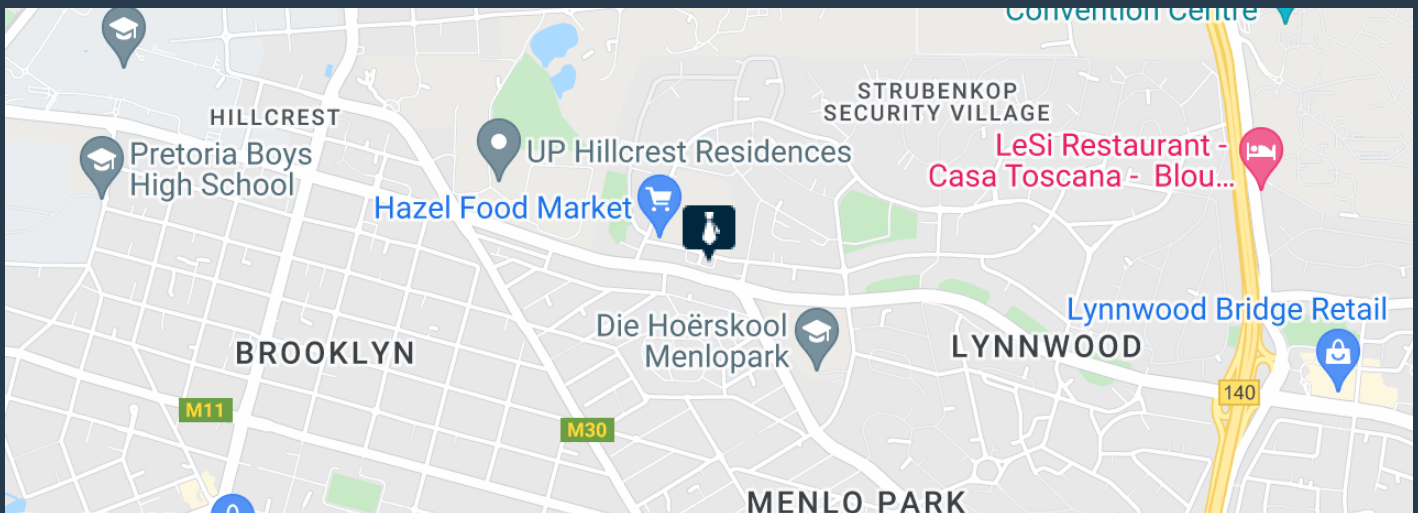 Convention Centre
STRUBENKOP
SECURITY VILLAGE
HILLCREST
Pretoria Boys
High School
UP Hillcrest Residences
LeSi Restaurant -
Casa Toscana - Blou...
Hazel Food Market
Lynnwood Bridge Retail
Die Hoërskool
Menlopark
LYNNWOOD
BROOKLYN
140
M11
M30
MENLO PARK